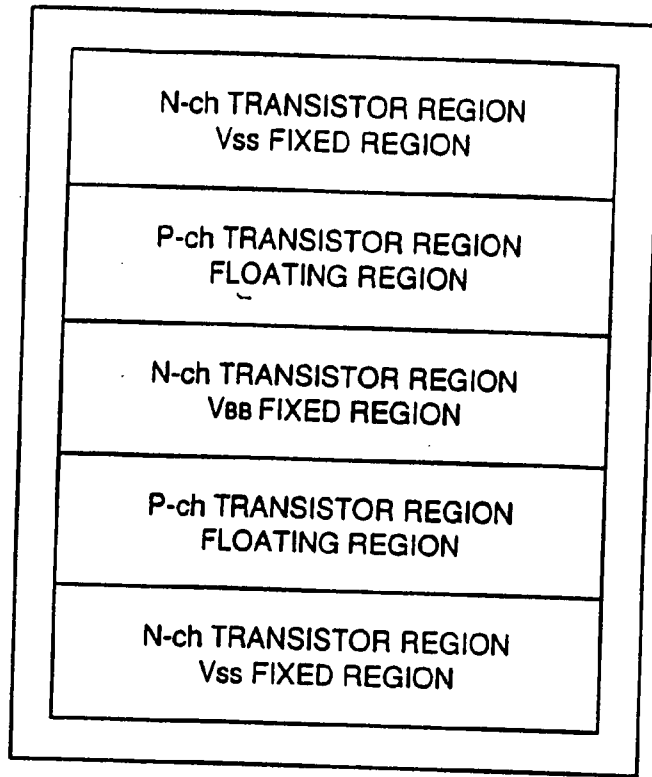 N-ch TRANSISTOR REGION
Vss FIXED REGION
P-ch TRANSISTOR REGION
FLOATING REGION
N-ch TRANSISTOR REGION
VBB FIXED REGION
P-ch TRANSISTOR REGION
FLOATING REGION
N-ch TRANSISTOR REGION
Vss FIXED REGION